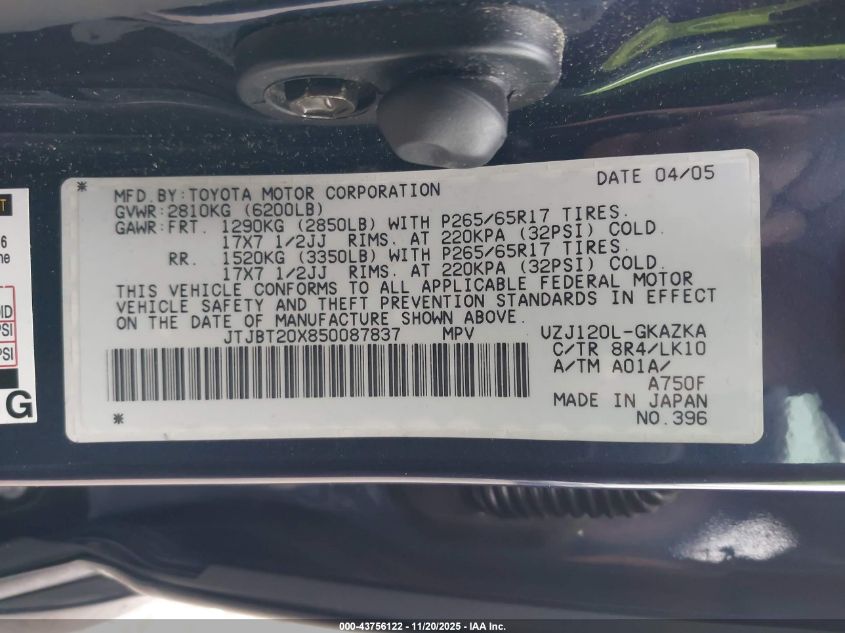 DATE 04/05
MFD.BY:TOYOTA MOTOR CORPORATION
GVWR:2810KG (6200LB)
GAWR:FRT. 1290KG (2850LB) WITH P265/65R17 TIRES.
17X7 1/2JJ RIMS. AT 220KPA (32PSI) COLD.
RR. 1520KG (3350LB) WITH P265/65R17 TIRES.
17X7 1/2JJ RIMS. AT 220KPA (32PSI) COLD.
THIS VEHICLE CONFORMS TO ALL APPLICABLE FEDERAL MOTOR
VEHICLE SAFETY AND THEFT PREVENTION STANDARDS IN EFFECT
ON THE DATE OF MANUFACTURE SHOWN ABOVE.
JTJBT20X850087837 MPV VZJ120L-GKAZKA
C/TR 8R4/LK10
A/TM A01A/
A750F
MADE IN JAPAN
NO.396
G
000-43756122 - 11/20/2025 - IAA Inc.